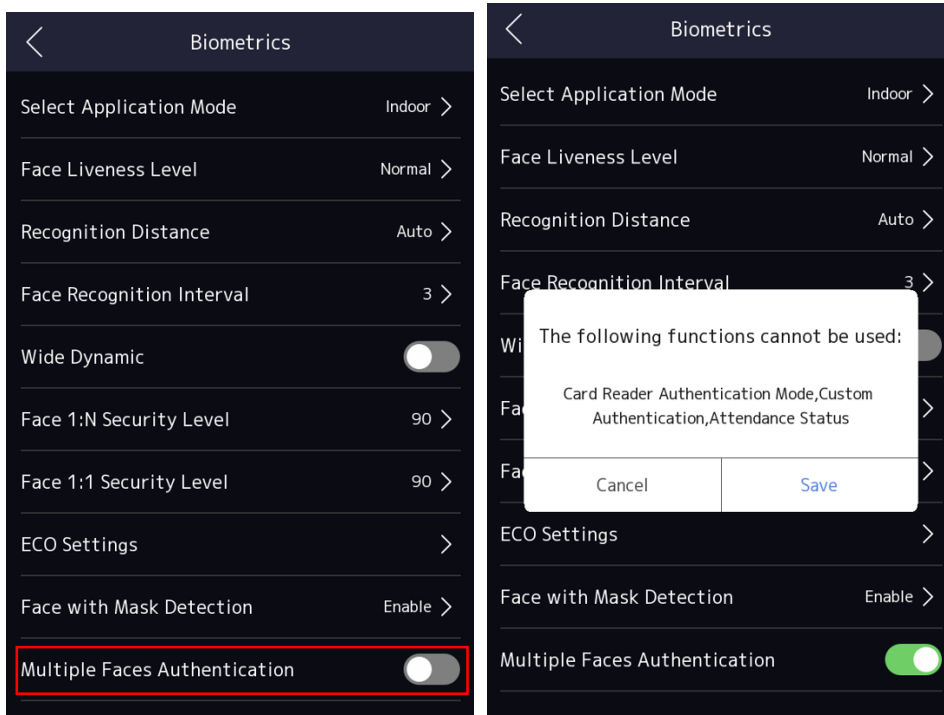 Biometrics
Select Application Mode Indoor
Face Liveness Level Normal
Recognition Distance Auto
Face Recognition Interval 3
Wide Dynamic
Face 1:N Security Level 90
Face 1:1 Security Level 90
ECO Settings
Face with Mask Detection Enable
Multiple Faces Authentication
Biometrics
Select Application Mode Indoor
Face Liveness Level Normal
Recognition Distance Auto
Face Recognition Interval 3
Wi
The following functions cannot be used:
Fa
Card Reader Authentication Mode,Custom
Authentication,Attendance Status
Fa
Cancel Save
ECO Settings
Face with Mask Detection Enable
Multiple Faces Authentication